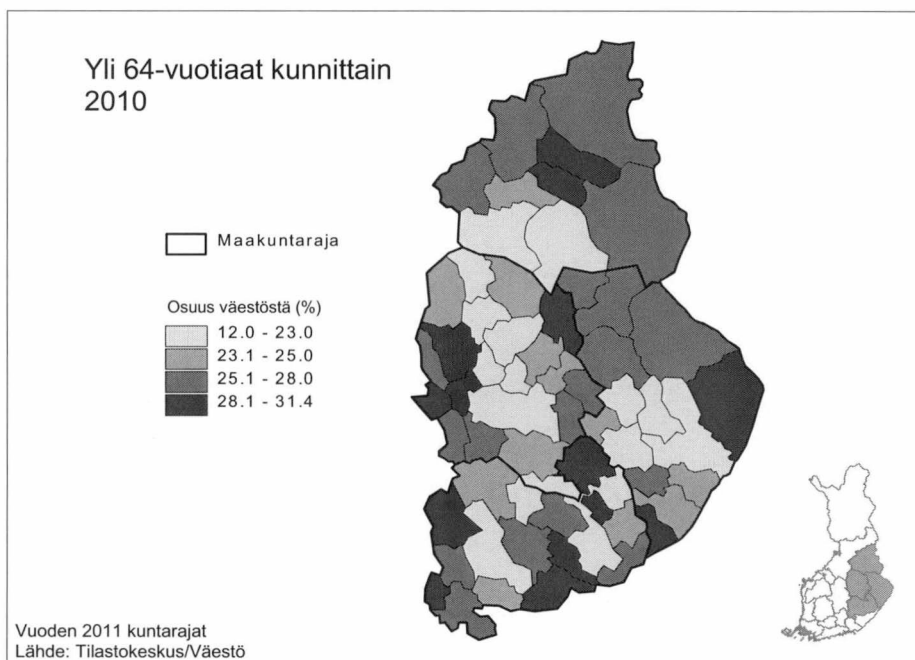 Yli 64-vuotiaat kunnittain
2010
Maakuntaraja
Osuus väestöstä (%)
12.0 - 23.0
23.1 - 25.0
25.1 - 28.0
28.1 - 31.4
Vuoden 2011 kuntarajat
Lähde: Tilastokeskus/Väestö